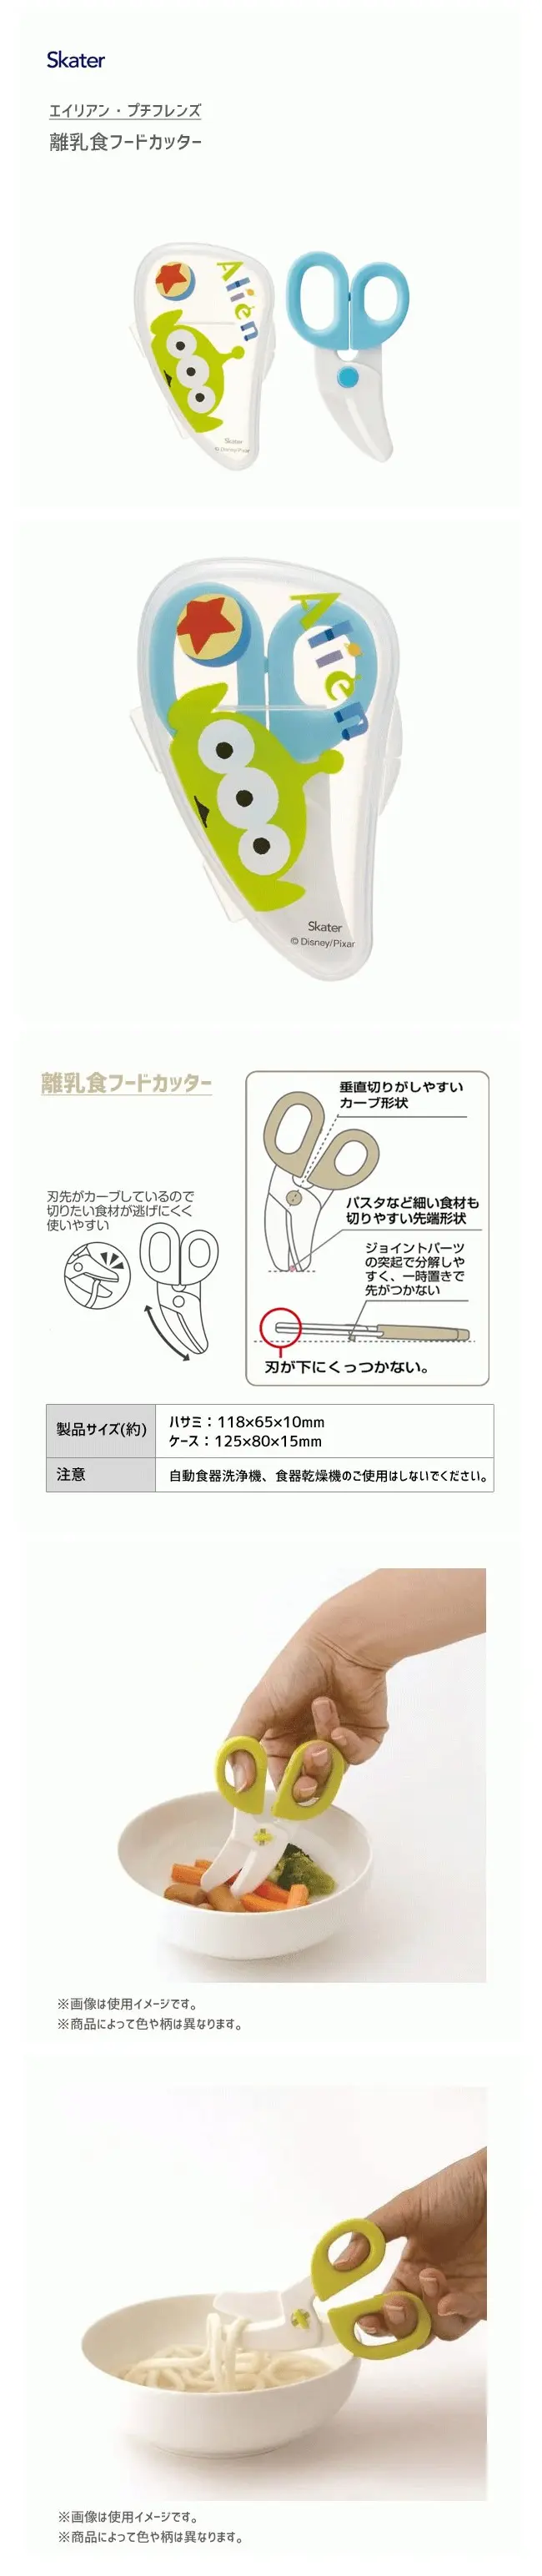 Skater
エイリアン・プチフレンズ
離乳食フードカッター
Alien
Skater
© Disney/Pixar
Alien
Skater
© Disney/Pixar
離乳食フードカッター
刃先がカーブしているので
切りたい食材が逃げにくく
使いやすい
垂直切りがしやすい
カーブ形状
パスタなど細い食材も
切りやすい先端形状
ジョイントパーツ
の突起で分解しや
すく、一時置きで
先がつかない
刃が下にくっつかない。
製品サイズ(約)
ハサミ：118×65×10mm
ケース：125×80×15mm
注意
自動食器洗浄機、食器乾燥機のご使用はしないでください。
※画像は使用イメージです。
※商品によって色や柄は異なります。
※画像は使用イメージです。
※商品によって色や柄は異なります。